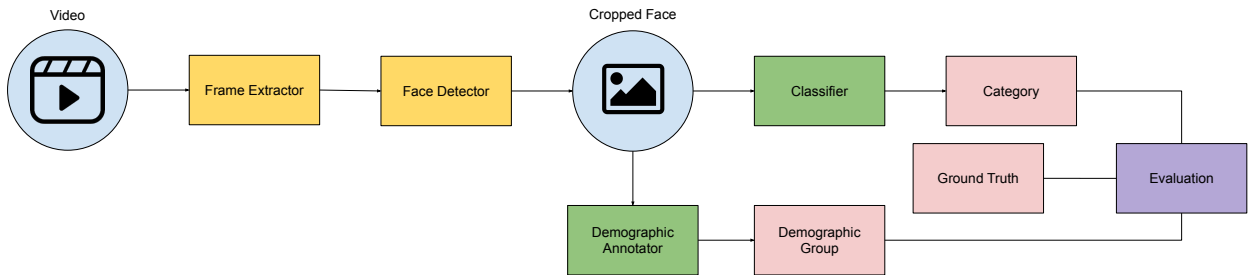 Video
Cropped Face
Frame Extractor
Face Detector
Classifier
Category
Ground Truth
Evaluation
Demographic
Annotator
Demographic
Group